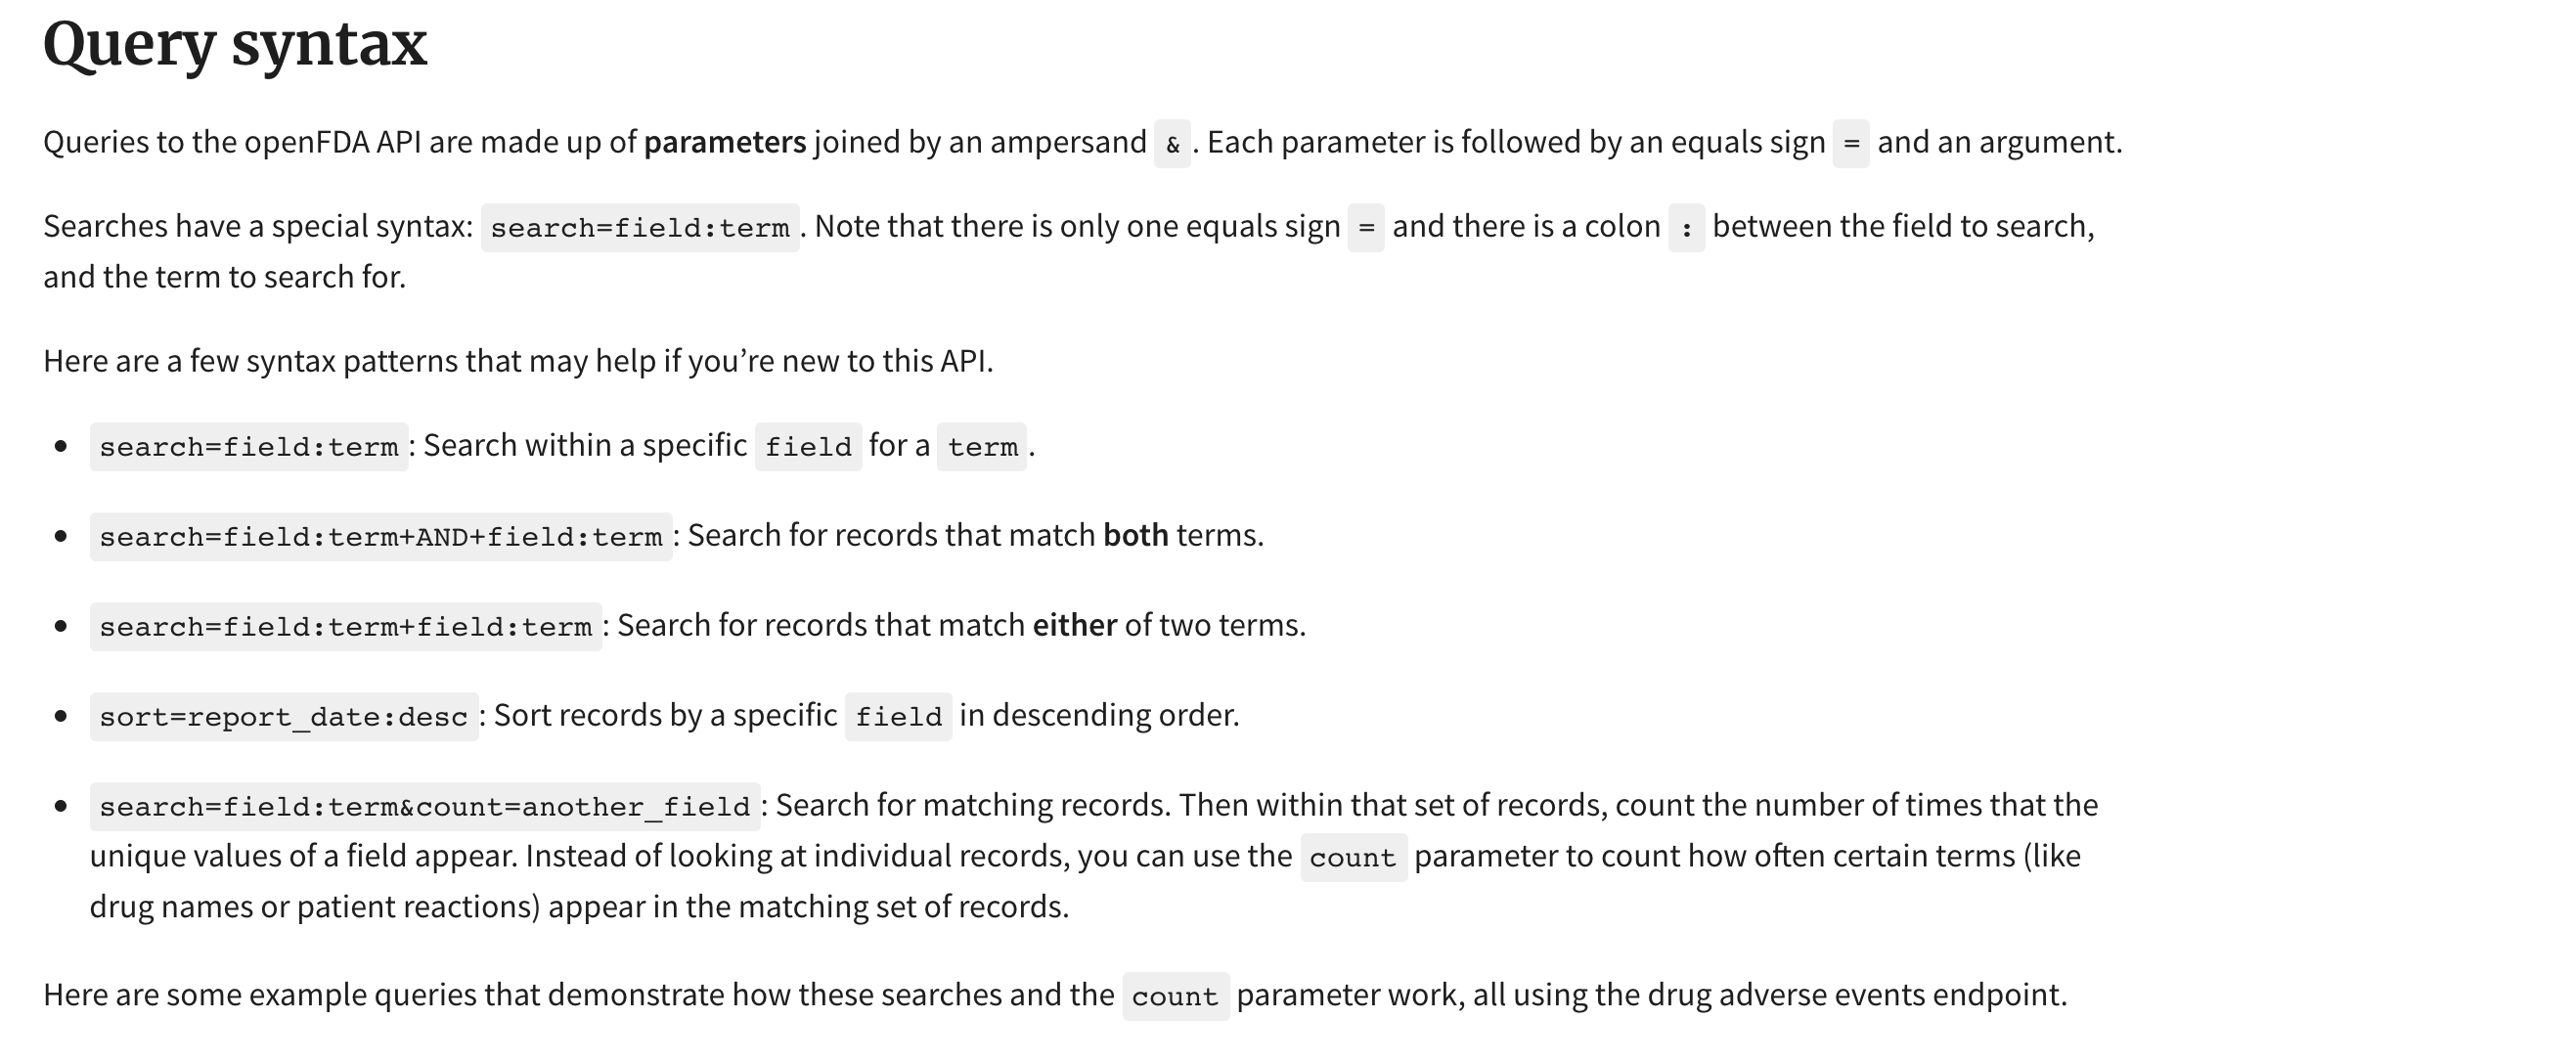 Query syntax
Queries to the openFDA API are made up of parameters joined by an ampersand & . Each parameter is followed by an equals sign = and an argument.
Searches have a special syntax: search=field:term . Note that there is only one equals sign = and there is a colon : between the field to search,
and the term to search for.
Here are a few syntax patterns that may help if you’re new to this API.
• search=field:term : Search within a specific field for a term .
• search=field:term+AND+field:term : Search for records that match both terms.
• search=field:term+field:term : Search for records that match either of two terms.
• sort=report_date:desc : Sort records by a specific field in descending order.
• search=field:term&count=another_field : Search for matching records. Then within that set of records, count the number of times that the
unique values of a field appear. Instead of looking at individual records, you can use the count parameter to count how often certain terms (like
drug names or patient reactions) appear in the matching set of records.
Here are some example queries that demonstrate how these searches and the count parameter work, all using the drug adverse events endpoint.